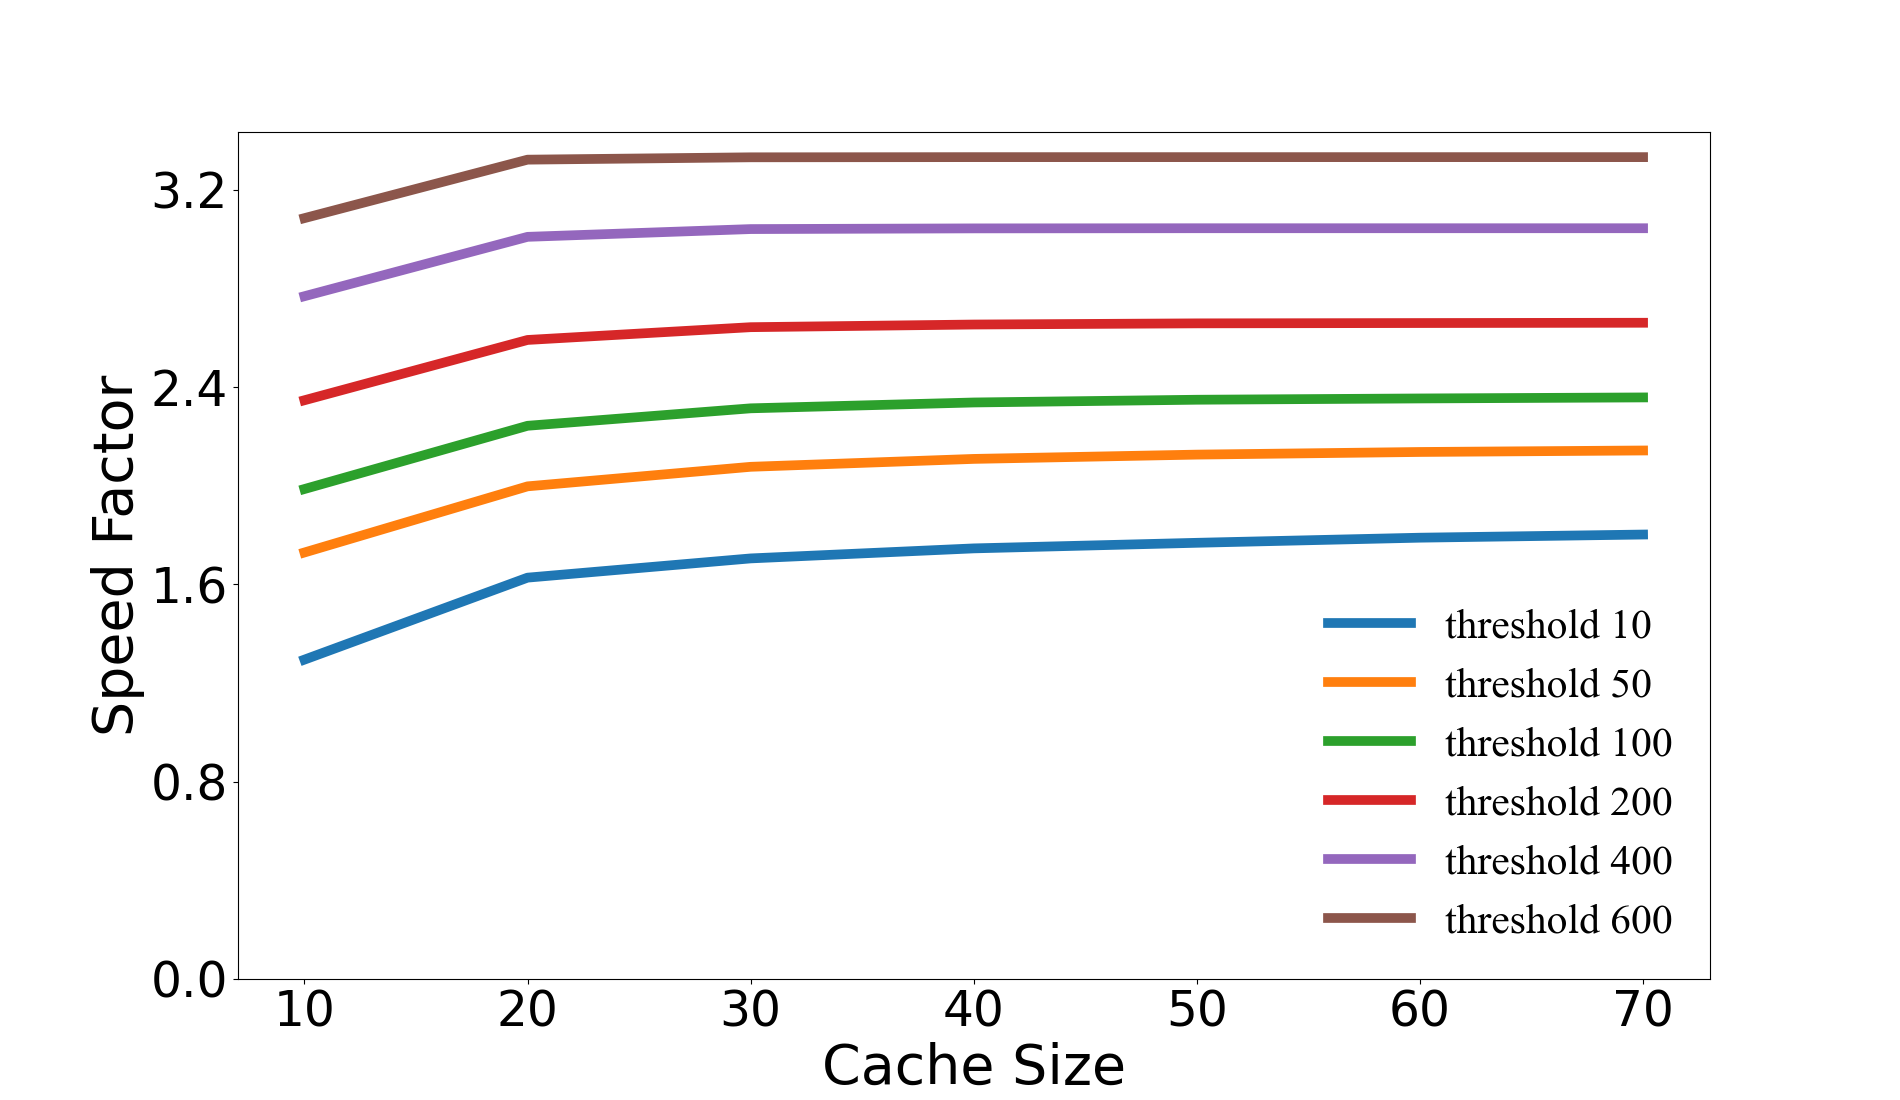 3.2
2.4
1.6
0.8
0.0
Speed Factor
10 20 30 40 50 60 70
Cache Size
threshold 10
threshold 50
threshold 100
threshold 200
threshold 400
threshold 600